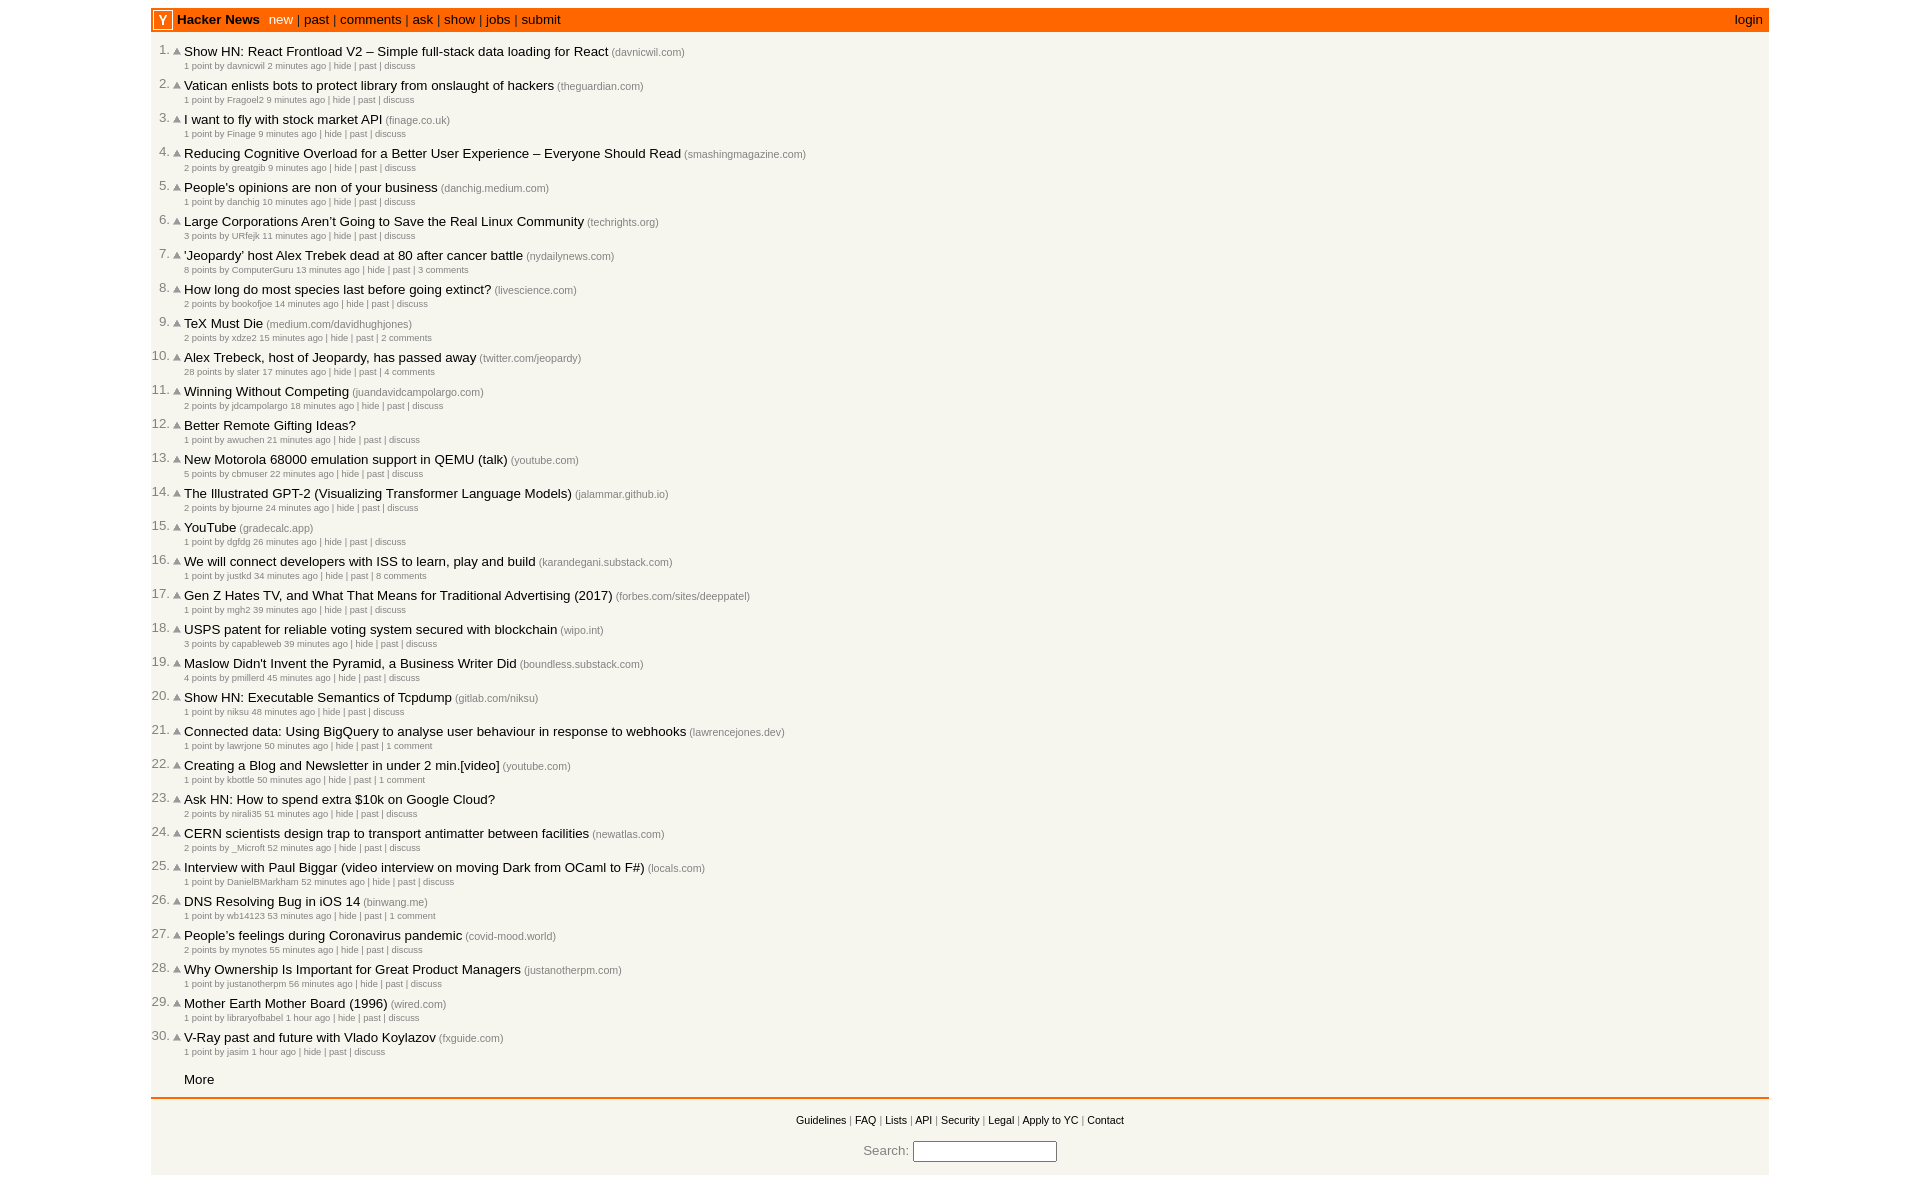 Y Hacker News new | past | comments | ask | show | jobs | submit login
1. Show HN: React Frontload V2 – Simple full-stack data loading for React (davnicwil.com)
1 point by davnicwil 2 minutes ago | hide | past | discuss
2. Vatican enlists bots to protect library from onslaught of hackers (theguardian.com)
1 point by Fragoel2 9 minutes ago | hide | past | discuss
3. I want to fly with stock market API (finage.co.uk)
1 point by Finage 9 minutes ago | hide | past | discuss
4. Reducing Cognitive Overload for a Better User Experience – Everyone Should Read (smashingmagazine.com)
2 points by greatgib 9 minutes ago | hide | past | discuss
5. People's opinions are non of your business (danchig.medium.com)
1 point by danchig 10 minutes ago | hide | past | discuss
6. Large Corporations Aren’t Going to Save the Real Linux Community (techrights.org)
3 points by URfejk 11 minutes ago | hide | past | discuss
7. 'Jeopardy’ host Alex Trebek dead at 80 after cancer battle (nydailynews.com)
8 points by ComputerGuru 13 minutes ago | hide | past | 3 comments
8. How long do most species last before going extinct? (livescience.com)
2 points by bookofjoe 14 minutes ago | hide | past | discuss
9. TeX Must Die (medium.com/davidhughjones)
2 points by xdze2 15 minutes ago | hide | past | 2 comments
10. Alex Trebeck, host of Jeopardy, has passed away (twitter.com/jeopardy)
28 points by slater 17 minutes ago | hide | past | 4 comments
11. Winning Without Competing (juandavidcampolargo.com)
2 points by jdcampolargo 18 minutes ago | hide | past | discuss
12. Better Remote Gifting Ideas?
1 point by awuchen 21 minutes ago | hide | past | discuss
13. New Motorola 68000 emulation support in QEMU (talk) (youtube.com)
5 points by cbmuser 22 minutes ago | hide | past | discuss
14. The Illustrated GPT-2 (Visualizing Transformer Language Models) (jalammar.github.io)
2 points by bjourne 24 minutes ago | hide | past | discuss
15. YouTube (gradecalc.app)
1 point by dgfdg 26 minutes ago | hide | past | discuss
16. We will connect developers with ISS to learn, play and build (karandegani.substack.com)
1 point by justkd 34 minutes ago | hide | past | 8 comments
17. Gen Z Hates TV, and What That Means for Traditional Advertising (2017) (forbes.com/sites/deeppatel)
1 point by mgh2 39 minutes ago | hide | past | discuss
18. USPS patent for reliable voting system secured with blockchain (wipo.int)
3 points by capableweb 39 minutes ago | hide | past | discuss
19. Maslow Didn't Invent the Pyramid, a Business Writer Did (boundless.substack.com)
4 points by pmillerd 45 minutes ago | hide | past | discuss
20. Show HN: Executable Semantics of Tcpdump (gitlab.com/niksu)
1 point by niksu 48 minutes ago | hide | past | discuss
21. Connected data: Using BigQuery to analyse user behaviour in response to webhooks (lawrencejones.dev)
1 point by lawrjone 50 minutes ago | hide | past | 1 comment
22. Creating a Blog and Newsletter in under 2 min.[video] (youtube.com)
1 point by kbottle 50 minutes ago | hide | past | 1 comment
23. Ask HN: How to spend extra $10k on Google Cloud?
2 points by nirali35 51 minutes ago | hide | past | discuss
24. CERN scientists design trap to transport antimatter between facilities (newatlas.com)
2 points by _Microft 52 minutes ago | hide | past | discuss
25. Interview with Paul Biggar (video interview on moving Dark from OCaml to F#) (locals.com)
1 point by DanielBMarkham 52 minutes ago | hide | past | discuss
26. DNS Resolving Bug in iOS 14 (binwang.me)
1 point by wb14123 53 minutes ago | hide | past | 1 comment
27. People’s feelings during Coronavirus pandemic (covid-mood.world)
2 points by mynotes 55 minutes ago | hide | past | discuss
28. Why Ownership Is Important for Great Product Managers (justanotherpm.com)
1 point by justanotherpm 56 minutes ago | hide | past | discuss
29. Mother Earth Mother Board (1996) (wired.com)
1 point by libraryofbabel 1 hour ago | hide | past | discuss
30. V-Ray past and future with Vlado Koylazov (fxguide.com)
1 point by jasim 1 hour ago | hide | past | discuss
More
Guidelines | FAQ | Lists | API | Security | Legal | Apply to YC | Contact
Search: